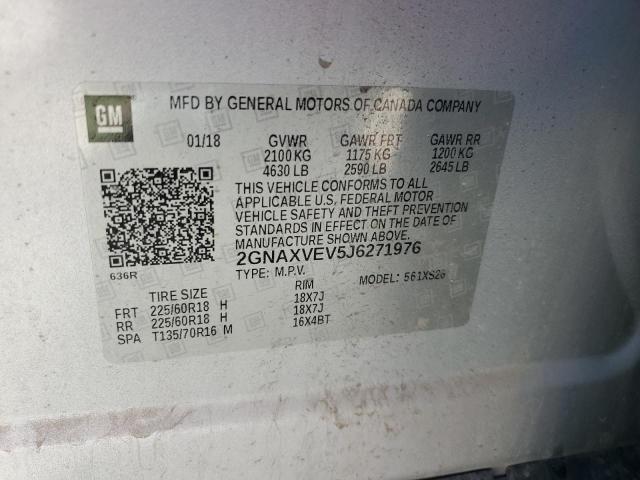 GM
MFD BY GENERAL MOTORS OF CANADA COMPANY
01/18 GVWR GAWR FRT GAWR RR
2100 KG 1175 KG 1200 KG
4630 LB 2590 LB 2645 LB
THIS VEHICLE CONFORMS TO ALL
APPLICABLE U.S. FEDERAL MOTOR
VEHICLE SAFETY AND THEFT PREVENTION
STANDARDS IN EFFECT ON THE DATE OF
MANUFACTURE SHOWN ABOVE.
2GNAXVEV5J6271976
636R
TYPE: M.P.V. MODEL: 561XS26
TIRE SIZE RIM
FRT 225/60R18 H 18X7J
RR 225/60R18 H 18X7J
SPA T135/70R16 M 16X4BT